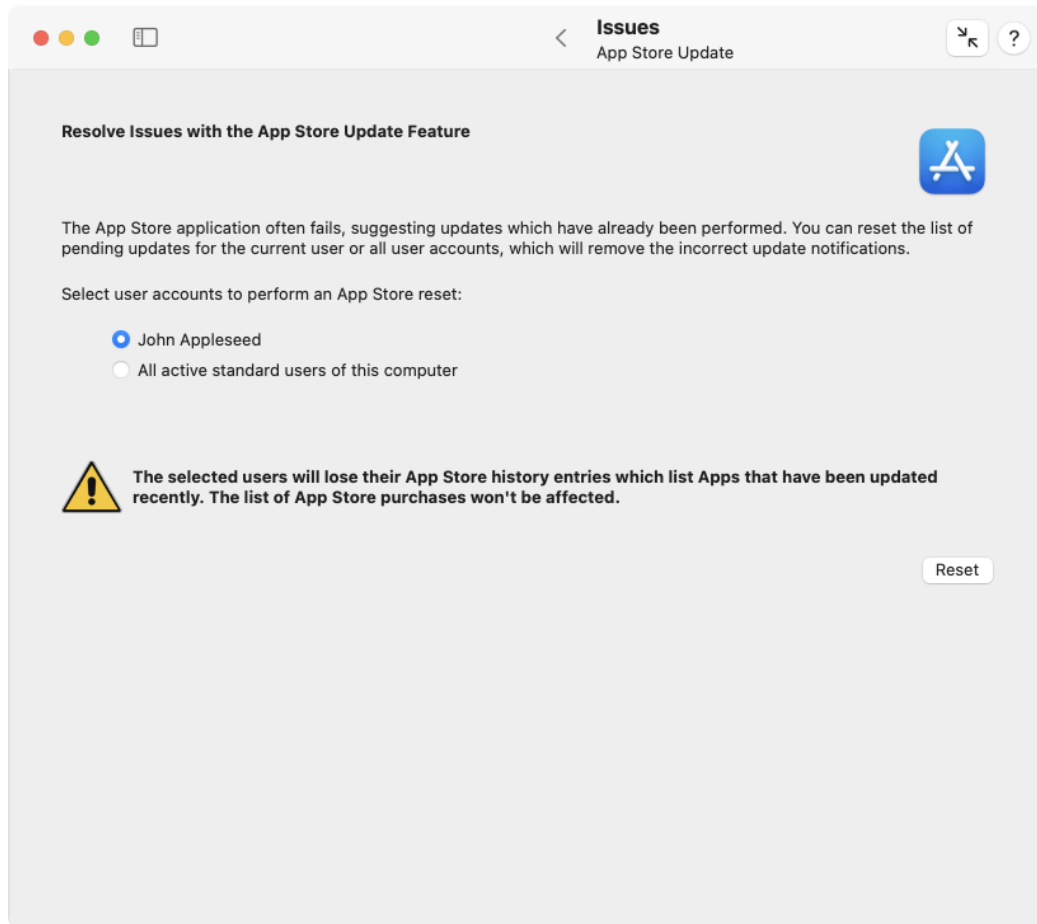 Issues
App Store Update
?
Resolve Issues with the App Store Update Feature
The App Store application often fails, suggesting updates which have already been performed. You can reset the list of
pending updates for the current user or all user accounts, which will remove the incorrect update notifications.
Select user accounts to perform an App Store reset:
John Appleseed
All active standard users of this computer
The selected users will lose their App Store history entries which list Apps that have been updated
recently. The list of App Store purchases won't be affected.
Reset